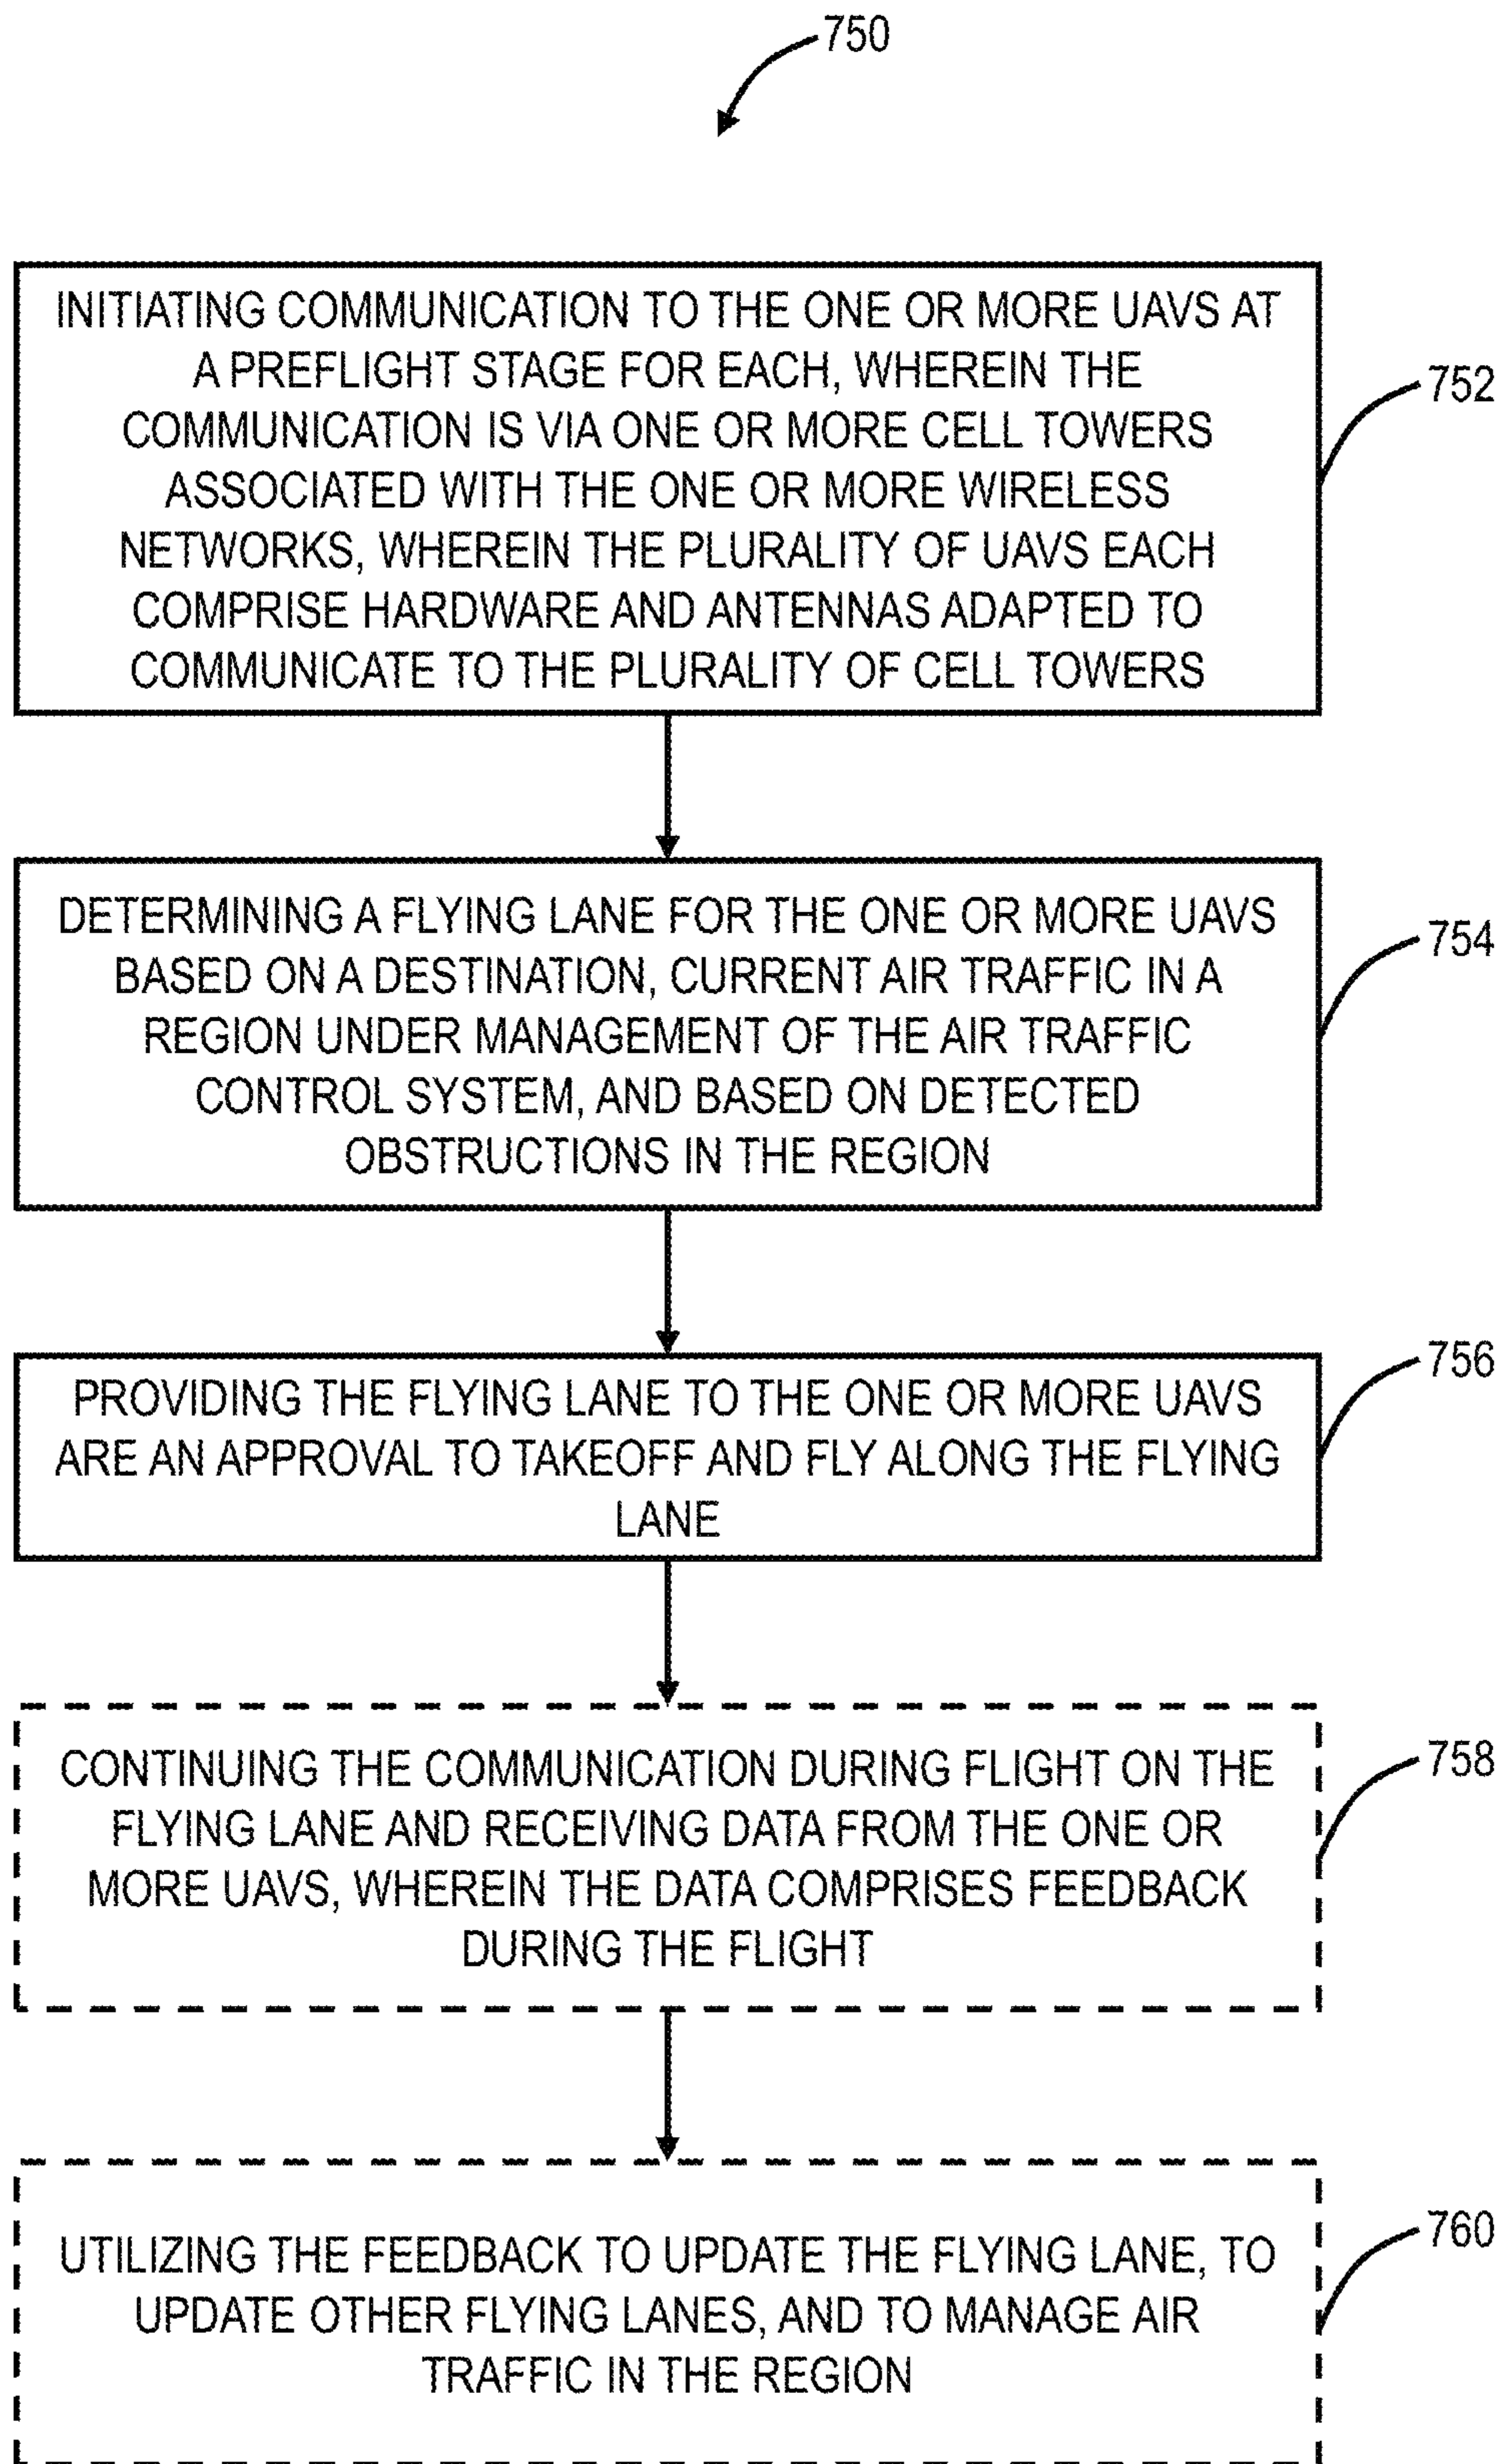 750
INITIATING COMMUNICATION TO THE ONE OR MORE UAVS AT
A PREFLIGHT STAGE FOR EACH, WHEREIN THE
COMMUNICATION IS VIA ONE OR MORE CELL TOWERS
ASSOCIATED WITH THE ONE OR MORE WIRELESS
NETWORKS, WHEREIN THE PLURALITY OF UAVS EACH
COMPRISE HARDWARE AND ANTENNAS ADAPTED TO
COMMUNICATE TO THE PLURALITY OF CELL TOWERS
752
DETERMINING A FLYING LANE FOR THE ONE OR MORE UAVS
BASED ON A DESTINATION, CURRENT AIR TRAFFIC IN A
REGION UNDER MANAGEMENT OF THE AIR TRAFFIC
CONTROL SYSTEM, AND BASED ON DETECTED
OBSTRUCTIONS IN THE REGION
754
PROVIDING THE FLYING LANE TO THE ONE OR MORE UAVS
ARE AN APPROVAL TO TAKEOFF AND FLY ALONG THE FLYING
LANE
756
CONTINUING THE COMMUNICATION DURING FLIGHT ON THE
FLYING LANE AND RECEIVING DATA FROM THE ONE OR
MORE UAVS, WHEREIN THE DATA COMPRISES FEEDBACK
DURING THE FLIGHT
758
UTILIZING THE FEEDBACK TO UPDATE THE FLYING LANE, TO
UPDATE OTHER FLYING LANES, AND TO MANAGE AIR
TRAFFIC IN THE REGION
760